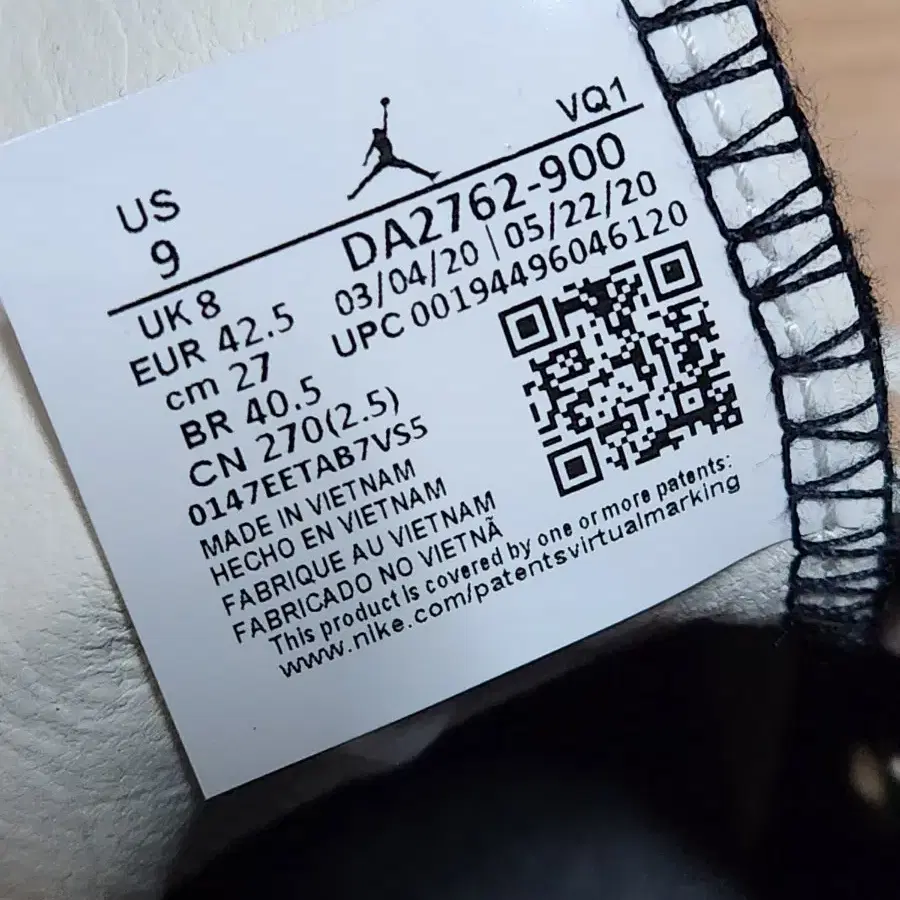 VQ1
US
9
DA2762-900
03/04/20 | 05/22/20
UPC 00194496046120
UK 8
EUR 42.5
cm 27
BR 40.5
CN 270(2.5)
0147EETAB7VS5
MADE IN VIETNAM
HECHO EN VIETNAM
FABRIQUE AU VIETNAM
FABRICADO NO VIETNÃ
This product is covered by one or more patents:
www.nike.com/patentsvirtualmarking